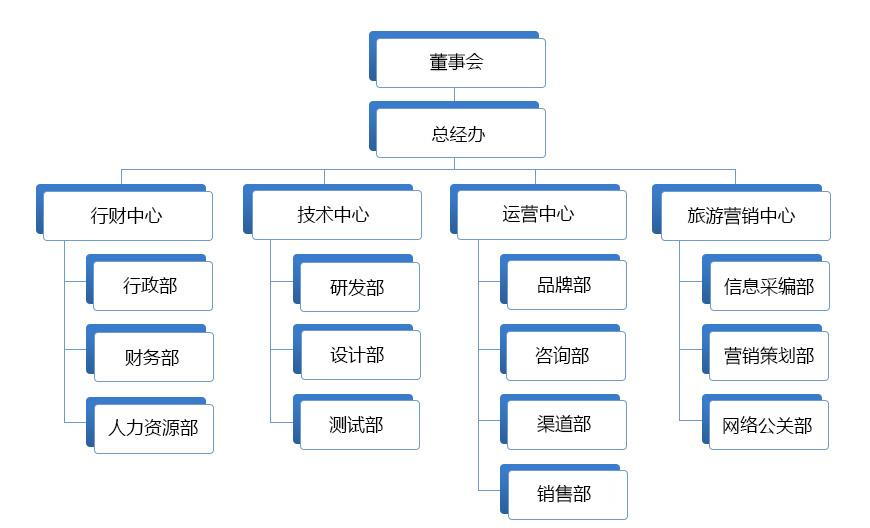 董事会
总经办
行财中心
技术中心
运营中心
旅游营销中心
行政部
研发部
品牌部
信息采编部
财务部
设计部
咨询部
营销策划部
人力资源部
测试部
渠道部
网络公关部
销售部